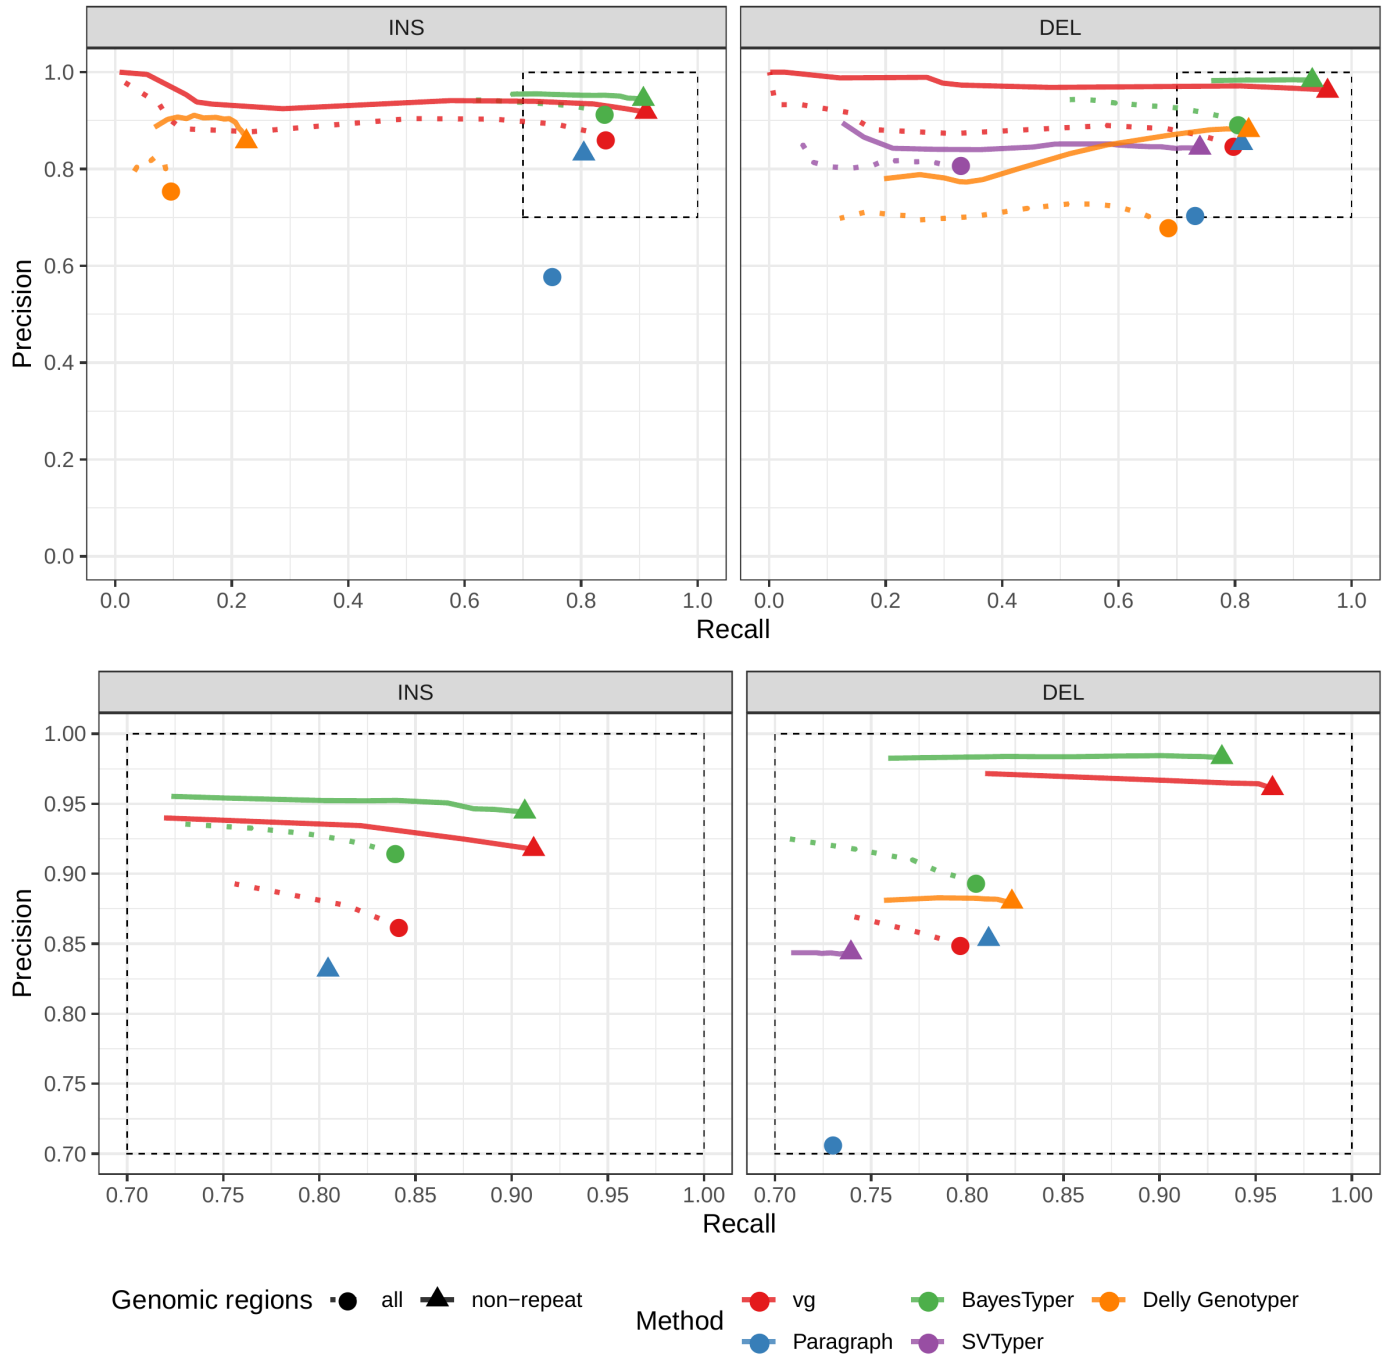 INS DEL
1.0
0.8
0.6
0.4
0.2
0.0
Precision
0.0 0.2 0.4 0.6 0.8 1.0 0.0 0.2 0.4 0.6 0.8 1.0
Recall
INS DEL
1.00
0.95
0.90
0.85
0.80
0.75
0.70
Precision
0.70 0.75 0.80 0.85 0.90 0.95 1.00 0.70 0.75 0.80 0.85 0.90 0.95 1.00
Recall
Genomic regions all non−repeat
Method vg BayesTyper Delly Genotyper
Paragraph SVTyper